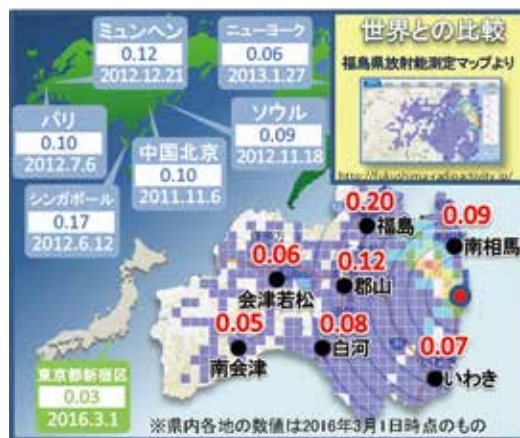 ミュンヘン
0.12
2012.12.21
ニューヨーク
0.06
2013.1.27
世界との比較
福島県放射能測定マップより
http://fukushima-radioactivity.jp/
パリ
0.10
2012.7.6
中国北京
0.10
2011.11.6
ソウル
0.09
2012.11.18
シンガポール
0.17
2012.6.12
0.20
福島
0.09
南相馬
0.06
会津若松
0.12
郡山
0.05
南会津
0.08
白河
0.07
いわき
東京都新宿区
0.03
2016.3.1
※県内各地の数値は2016年3月1日時点のもの